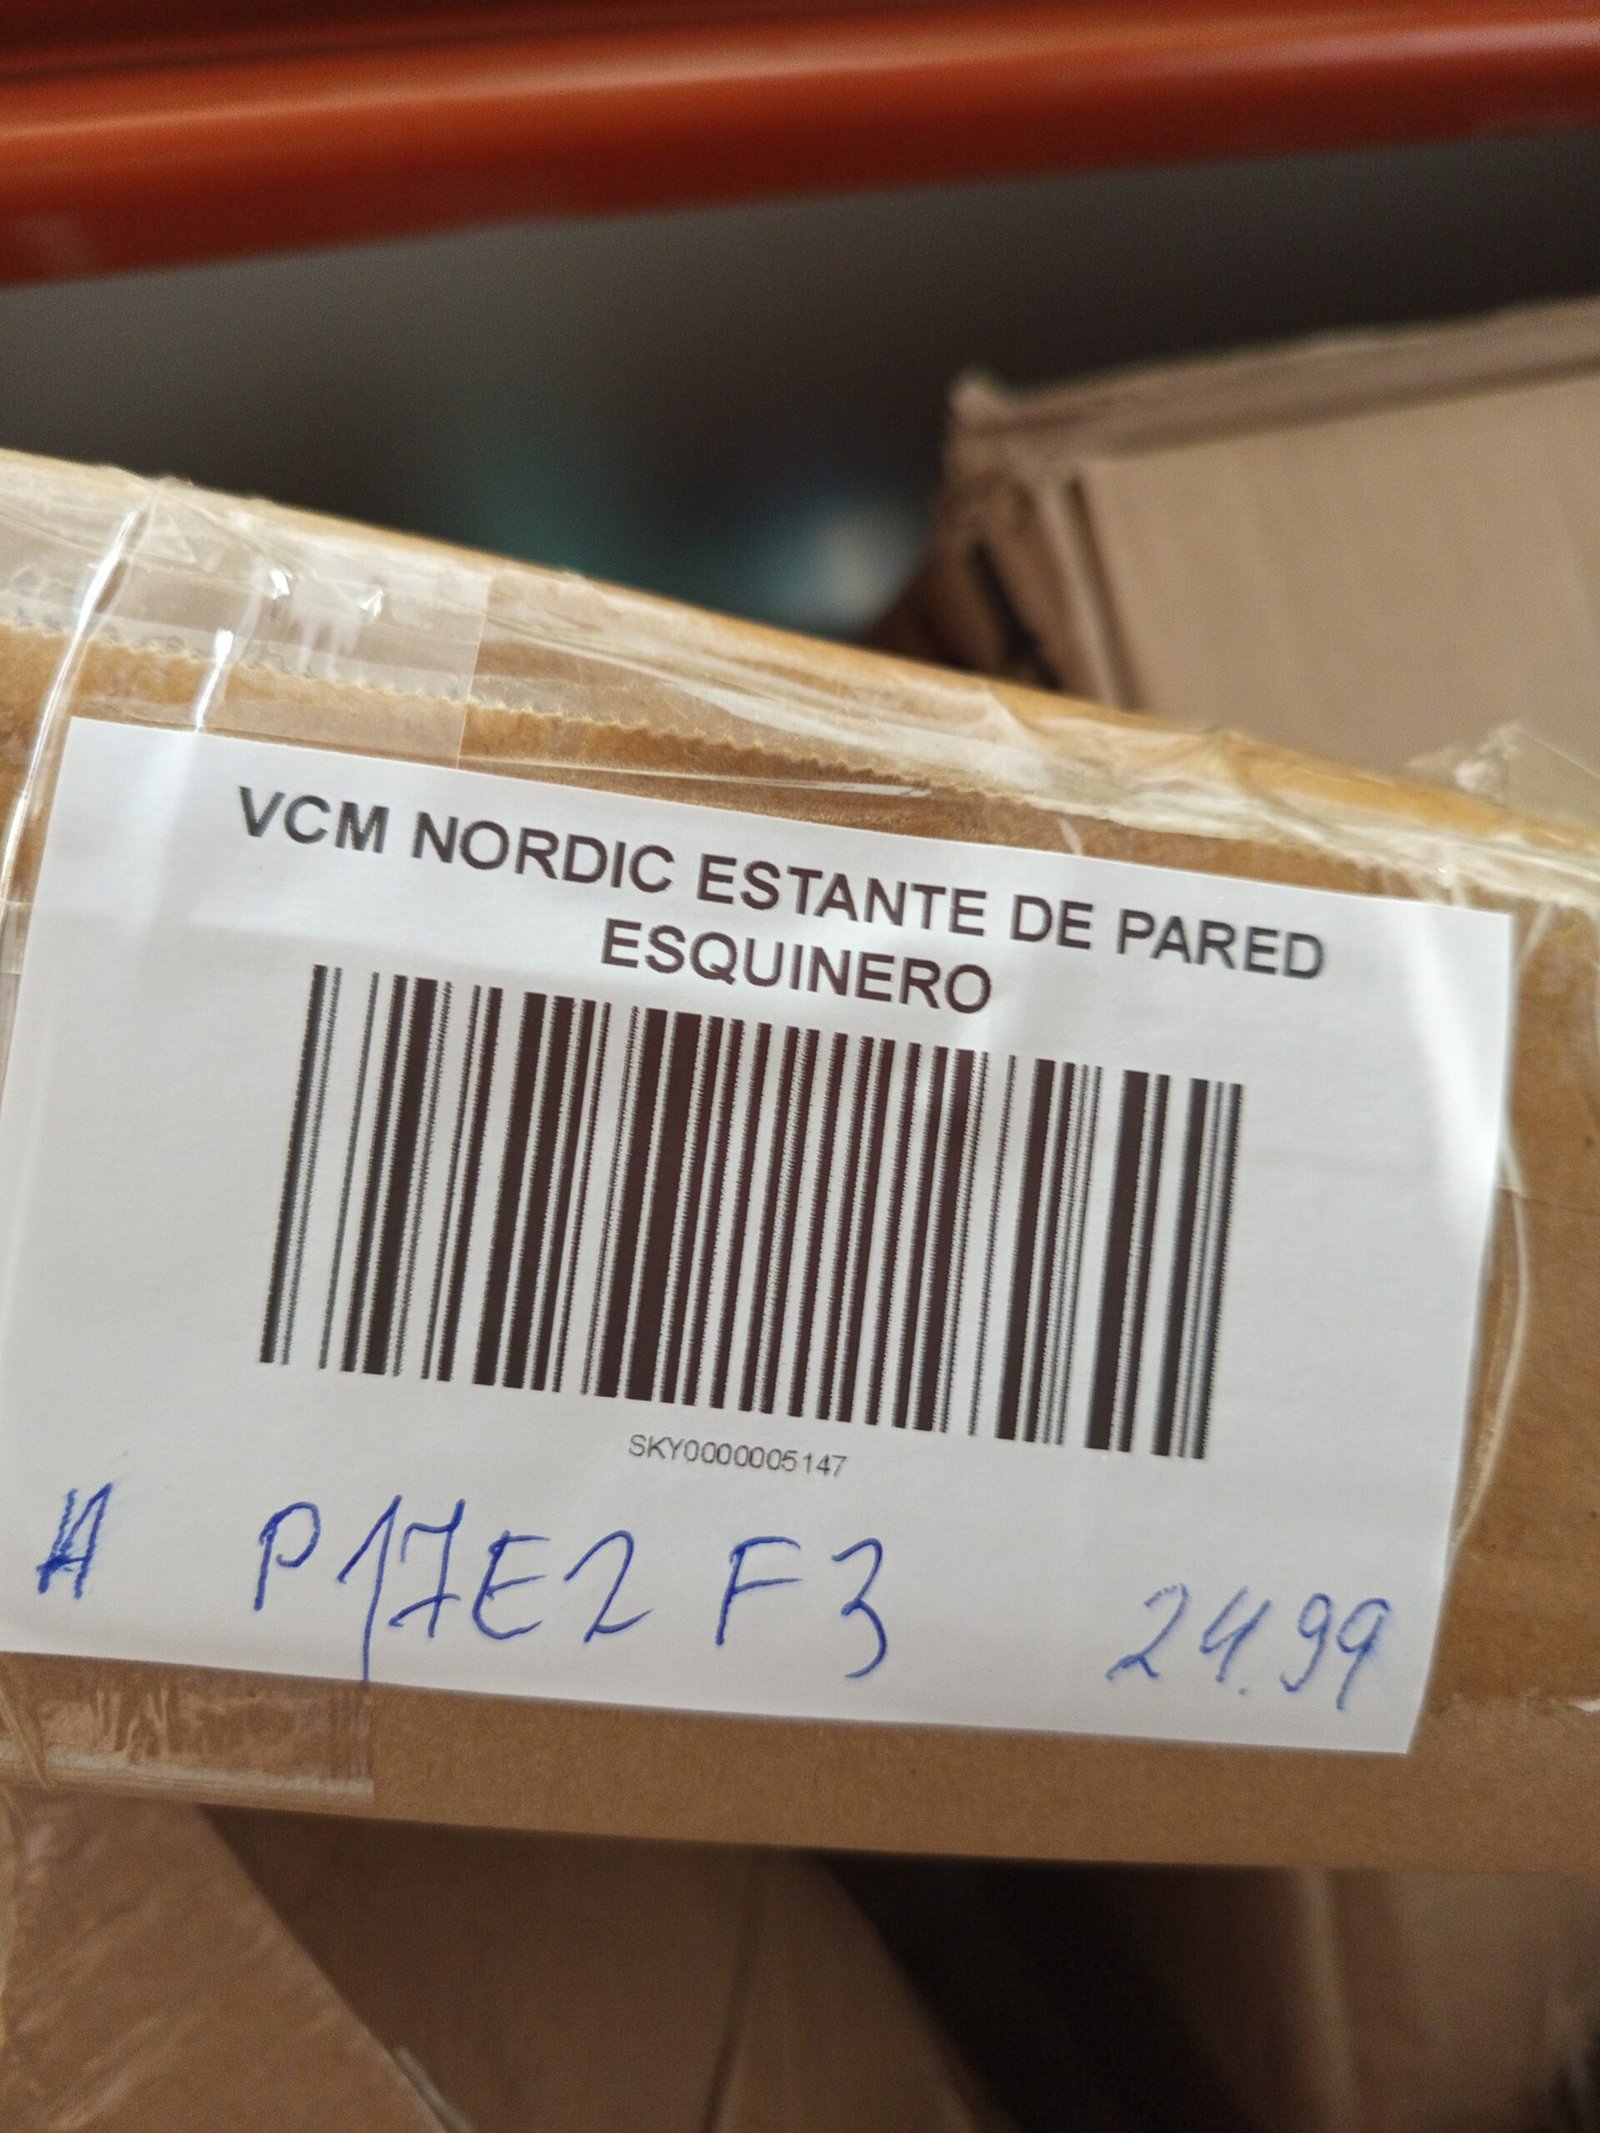 VCM NORDIC ESTANTE DE PARED
ESQUINERO
SKY0000005147
A P17E2 F3 24.99